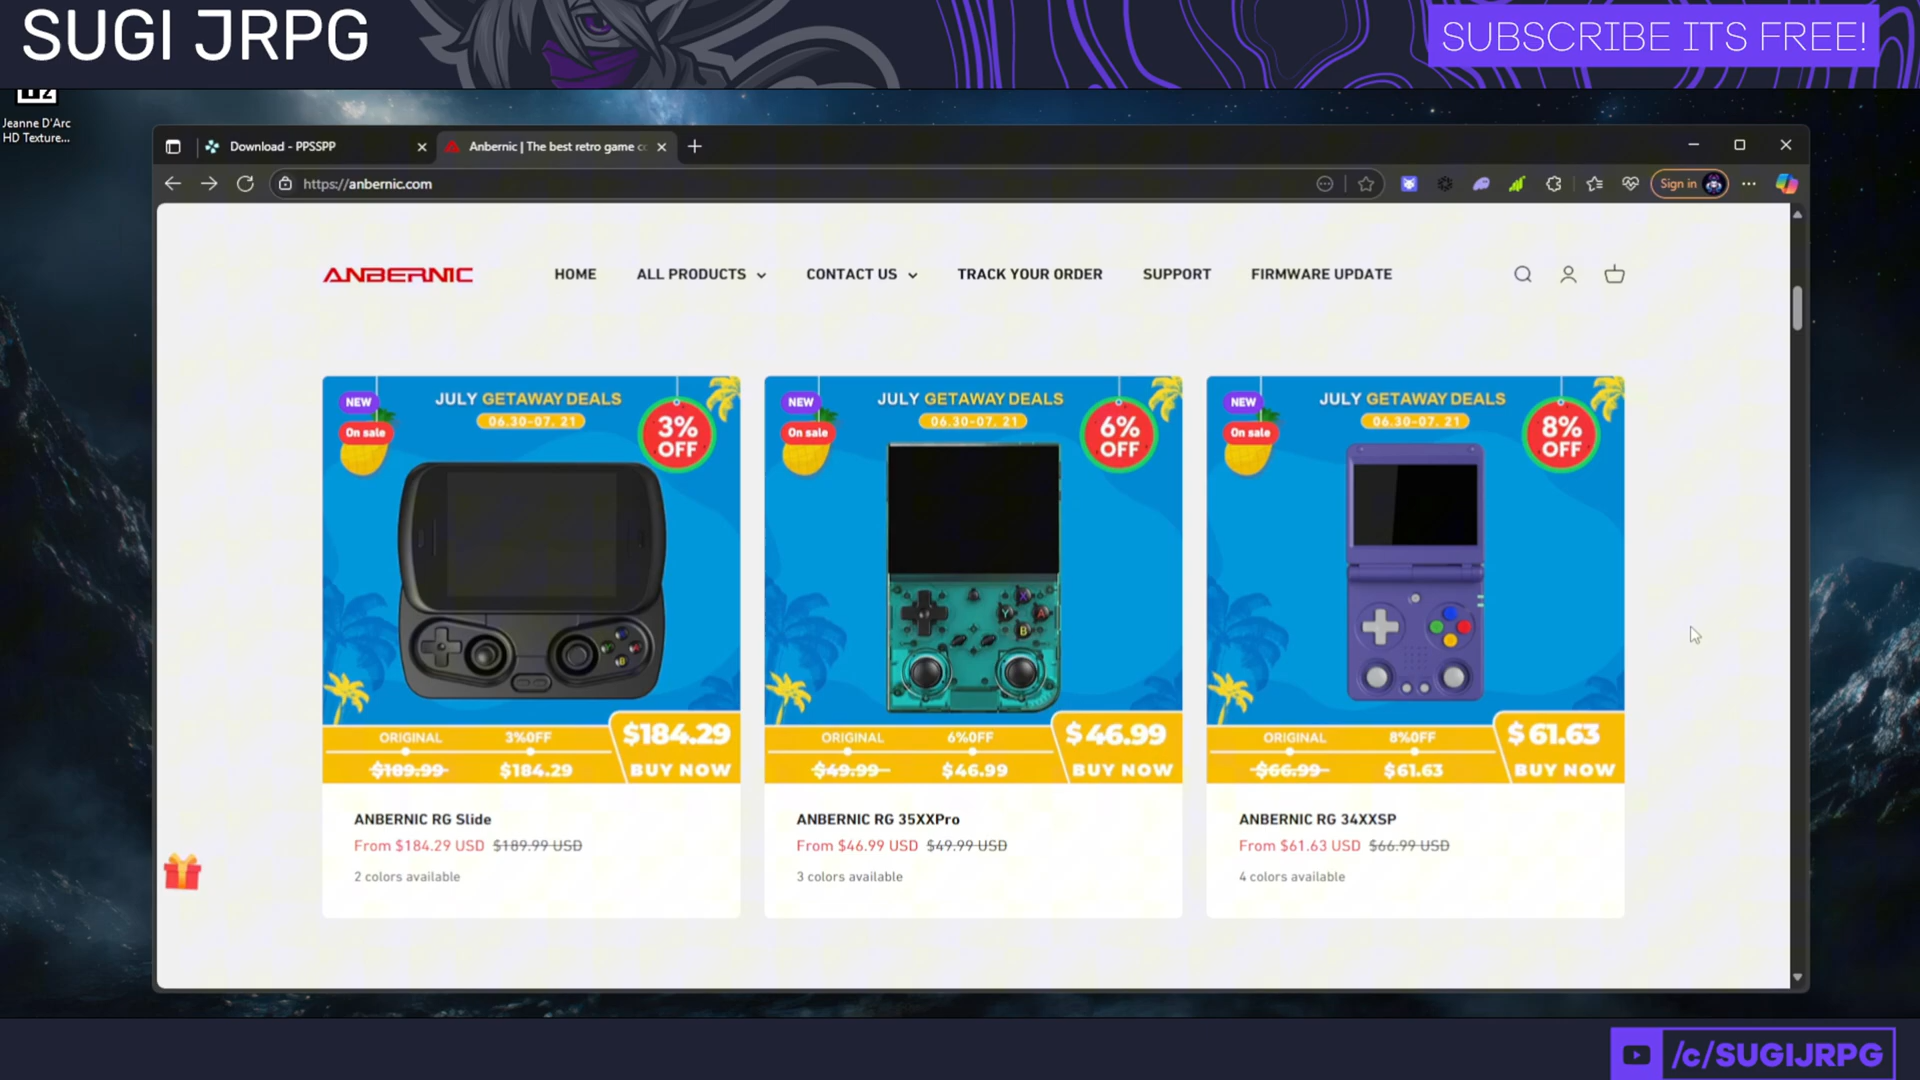 SUGI JRPG
SUBSCRIBE ITS FREE!
Jeanne D'Arc
HD Texture...
Download - PPSSPP
Anbernic | The best retro game cc
https://anbernic.com
Sign in
ANBERNIC
HOME
ALL PRODUCTS
CONTACT US
TRACK YOUR ORDER
SUPPORT
FIRMWARE UPDATE
NEW
On sale
JULY GETAWAY DEALS
06.30-07. 21
3%
OFF
ORIGINAL
3%OFF
$184.29
$189.99
$184.29
BUY NOW
ANBERNIC RG Slide
From $184.29 USD $189.99 USD
2 colors available
NEW
On sale
JULY GETAWAY DEALS
06.30-07. 21
6%
OFF
X
Y
A
B
ORIGINAL
6%OFF
$46.99
$49.99
$46.99
BUY NOW
ANBERNIC RG 35XXPro
From $46.99 USD $49.99 USD
3 colors available
NEW
On sale
JULY GETAWAY DEALS
06.30-07. 21
8%
OFF
ORIGINAL
8%OFF
$61.63
$66.99
$61.63
BUY NOW
ANBERNIC RG 34XXSP
From $61.63 USD $66.99 USD
4 colors available
/c/SUGIJRPG